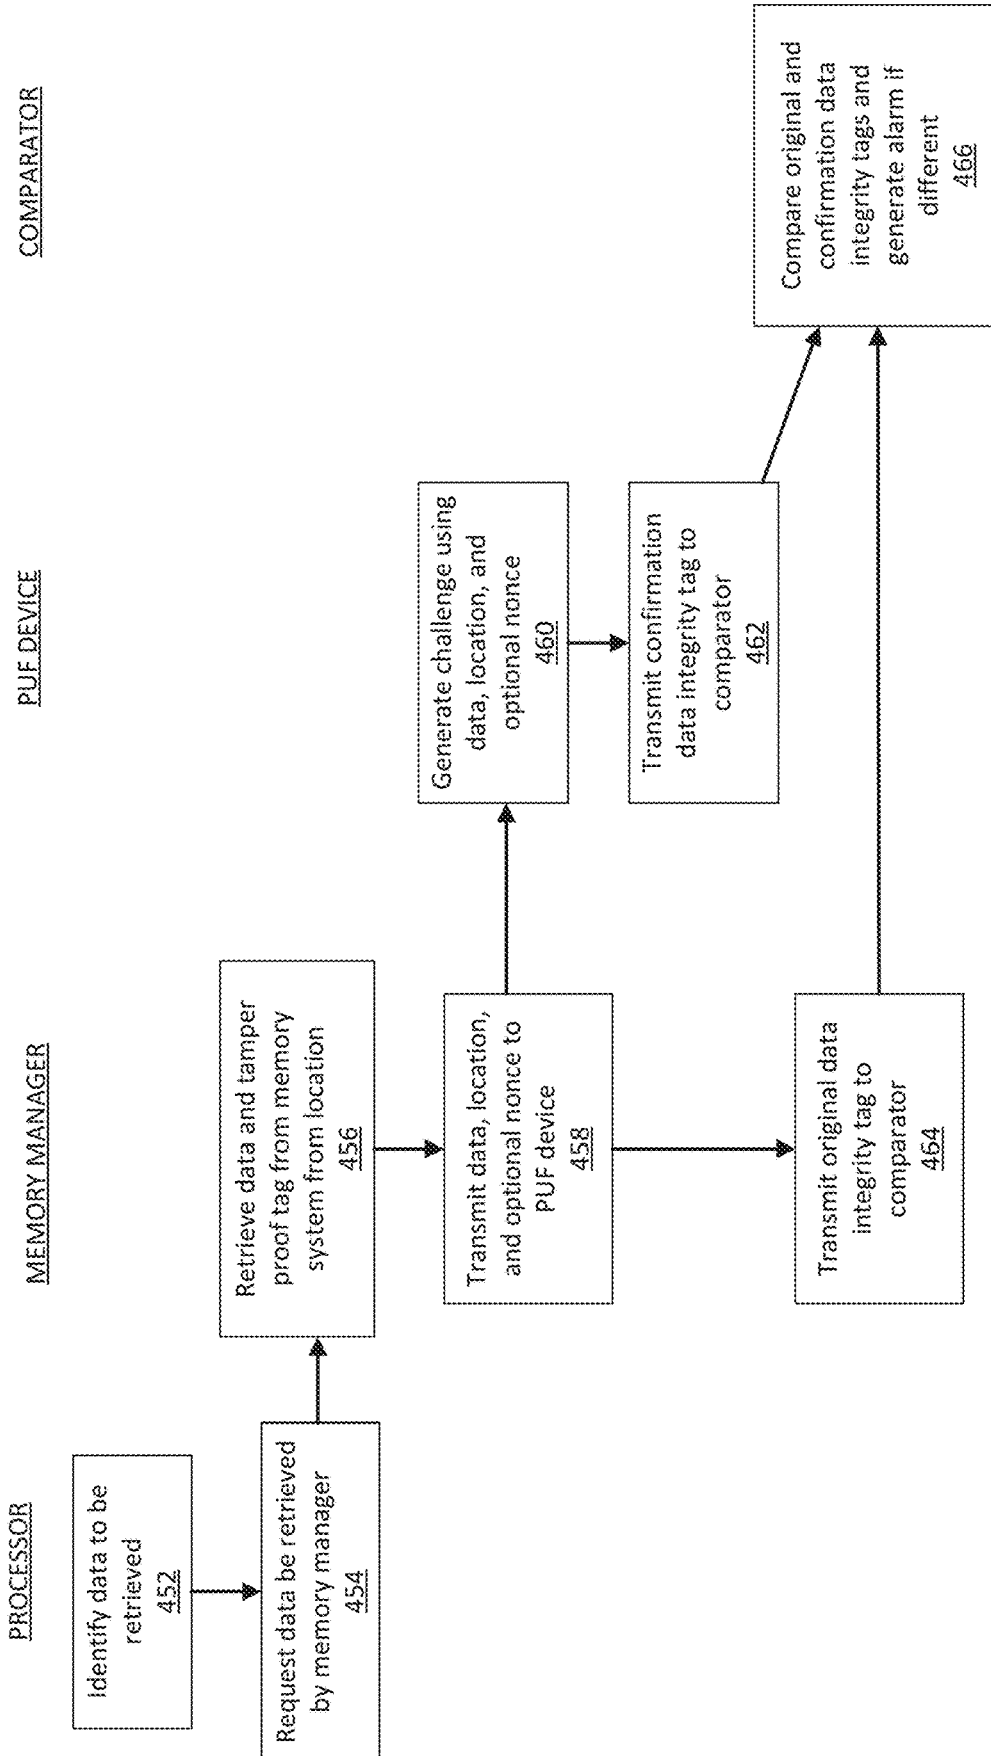 PROCESSOR
MEMORY MANAGER
PUF DEVICE
COMPARATOR
Identify data to be
retrieved
452
Request data be retrieved
by memory manager
454
Retrieve data and tamper
proof tag from memory
system from location
456
Transmit data, location,
and optional nonce to
PUF device
458
Generate challenge using
data, location, and
optional nonce
460
Transmit confirmation
data integrity tag to
comparator
462
Transmit original data
integrity tag to
comparator
464
Compare original and
confirmation data
integrity tags and
generate alarm if
different
466